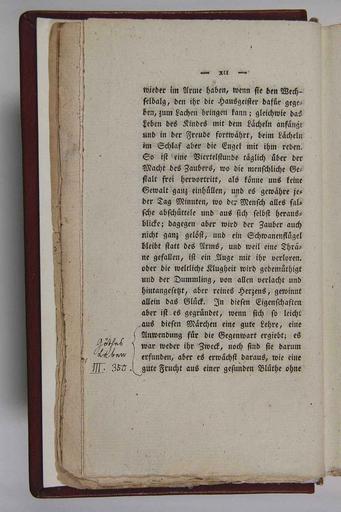 — XII —
wieder im Arme haben, wenn sie den Wech-
selbalg, den ihr die Hausgeister dafür gege-
ben, zum Lachen bringen kann; gleichwie das
Leben des Kindes mit dem Lächeln anfängt
und in der Freude fortwährt, beim Lächeln
im Schlaf aber die Engel mit ihm reden.
So ist eine Viertelstunde täglich über der
Macht des Zaubers, wo die menschliche Ge-
stalt frei hervortritt, als könne uns keine
Gewalt ganz einhüllen, und es gewähre je-
der Tag Minuten, wo der Mensch alles fal-
sche abschüttele und aus sich selbst heraus-
blicke; dagegen aber wird der Zauber auch
nicht ganz gelöst, und ein Schwanenflügel
bleibt statt des Arms, und weil eine Thrä-
ne gefallen, ist ein Auge mit ihr verloren.
oder die weltliche Klugheit wird gedemüthigt
und der Dummling, von allen verlacht und
hintangesetzt, aber reines Herzens, gewinnt
allein das Glück. In diesen Eigenschaften
aber ist es gegründet, wenn sich so leicht
aus diesen Märchen eine gute Lehre, eine
Anwendung für die Gegenwart ergiebt; es
war weder ihr Zweck, noch sind sie darum
erfunden, aber es erwächst daraus, wie eine
gute Frucht aus einer gesunden Blüthe ohne
Göthes
Leben
III. 350.